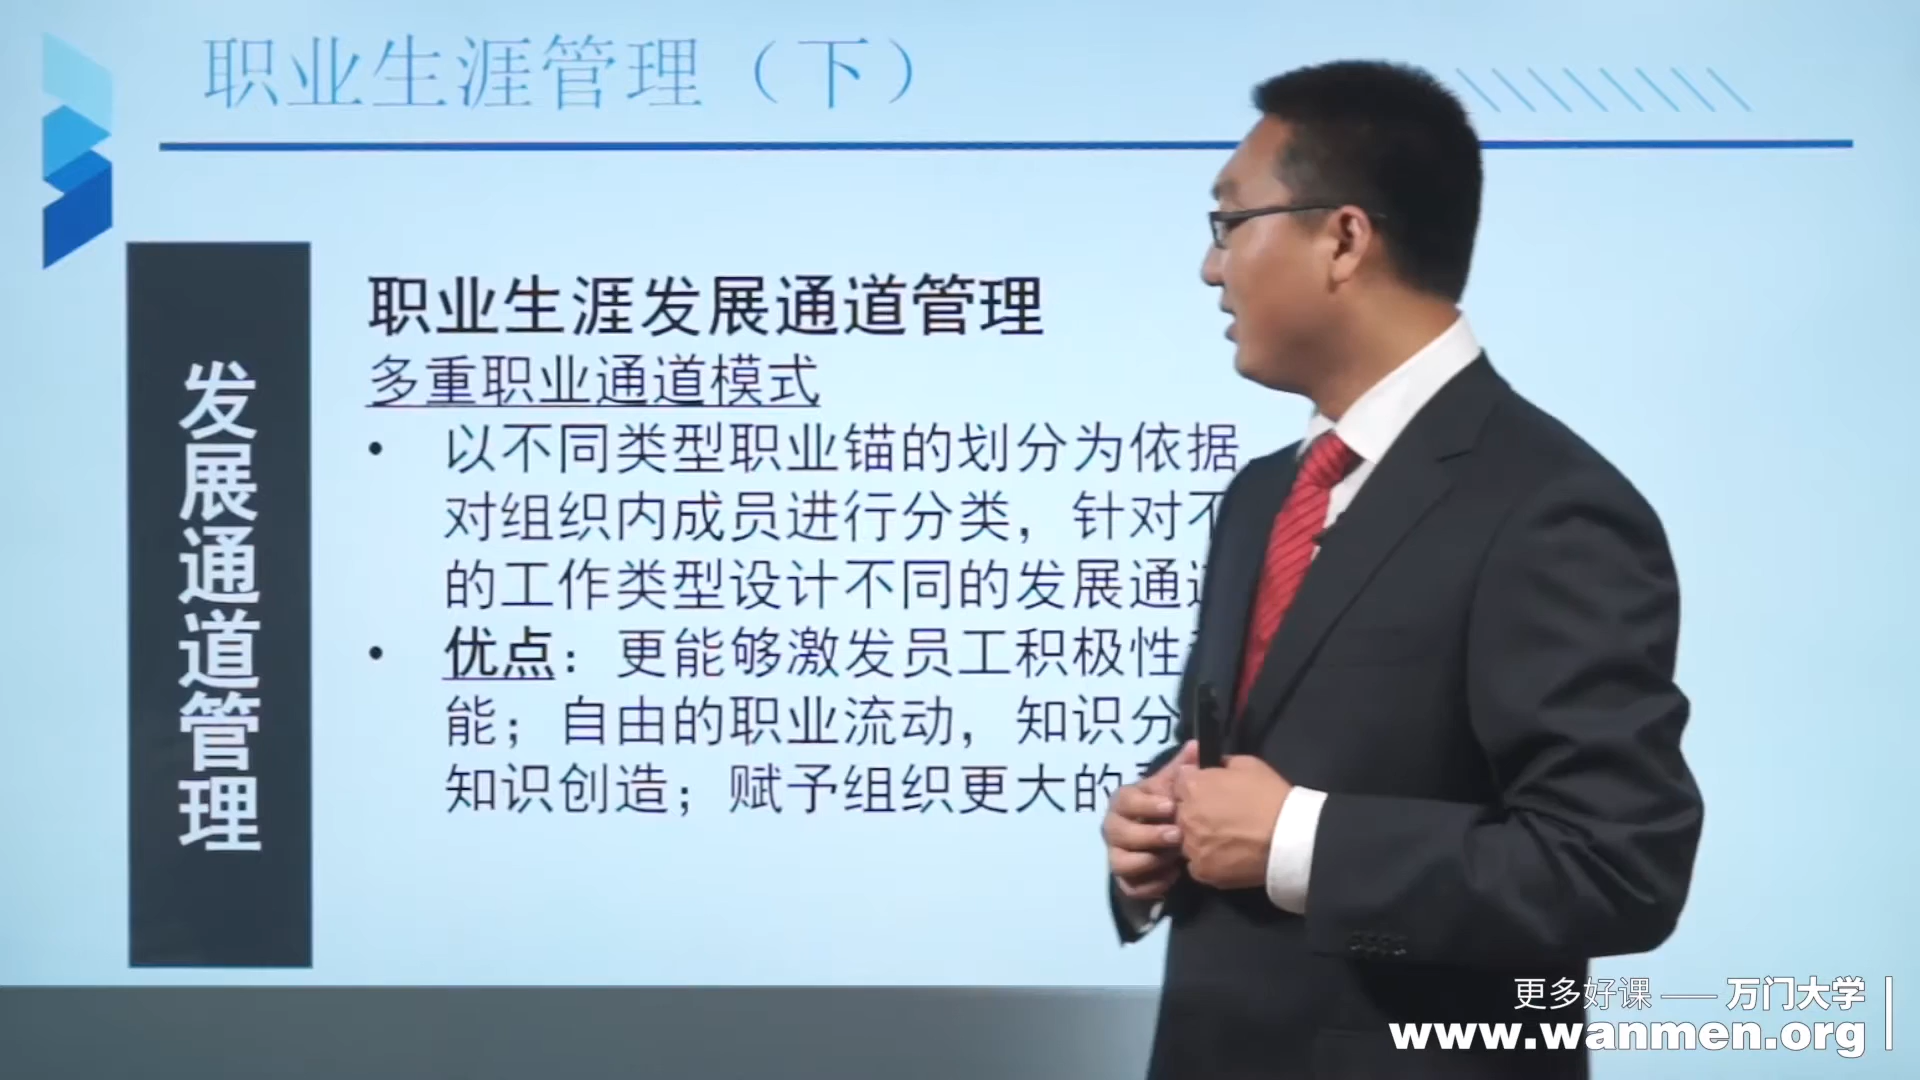 职业生涯管理（下）
发展通道管理
职业生涯发展通道管理
多重职业通道模式
• 以不同类型职业锚的划分为依据
对组织内成员进行分类，针对不
的工作类型设计不同的发展通道
• 优点：更能够激发员工积极性
能；自由的职业流动，知识分
知识创造；赋予组织更大的
更多好课 —— 万门大学
www.wanmen.org